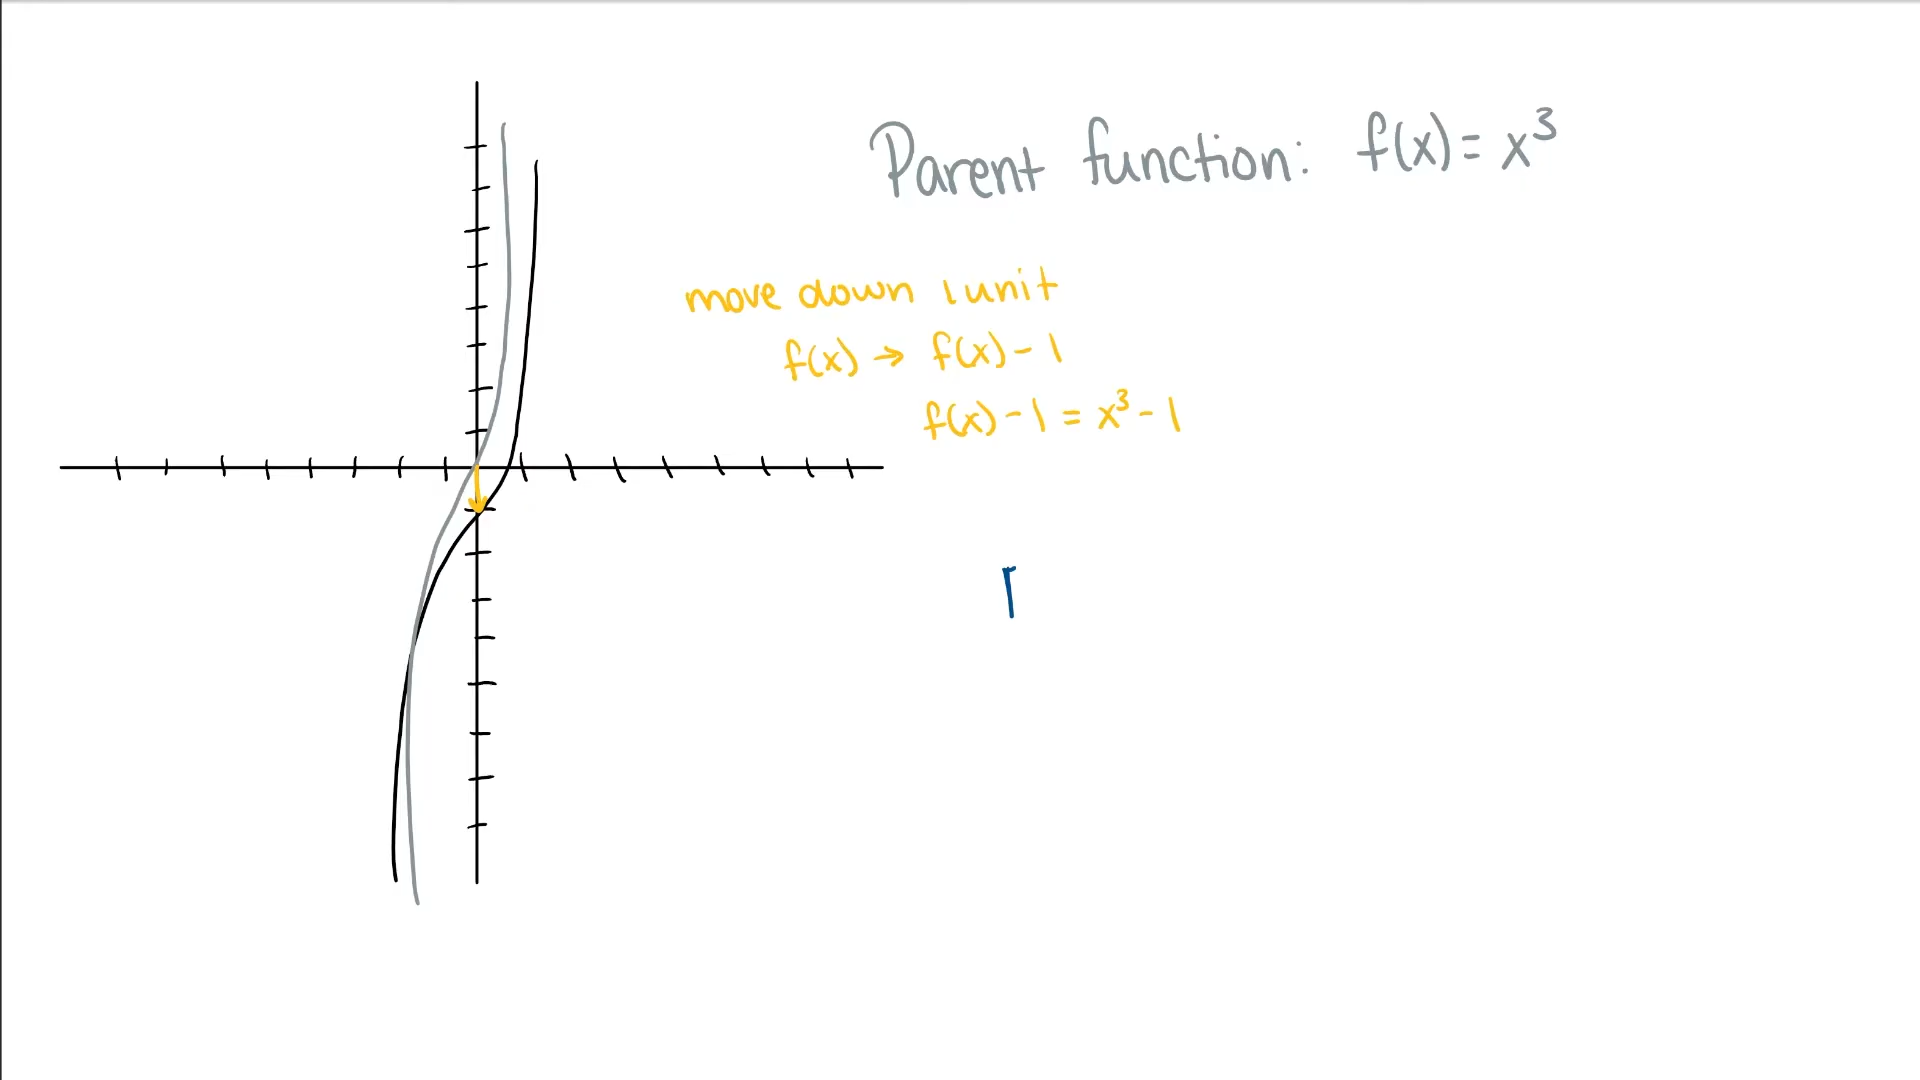 Parent function: f(x) = x³
move down 1 unit
f(x) → f(x) - 1
f(x) - 1 = x³ - 1